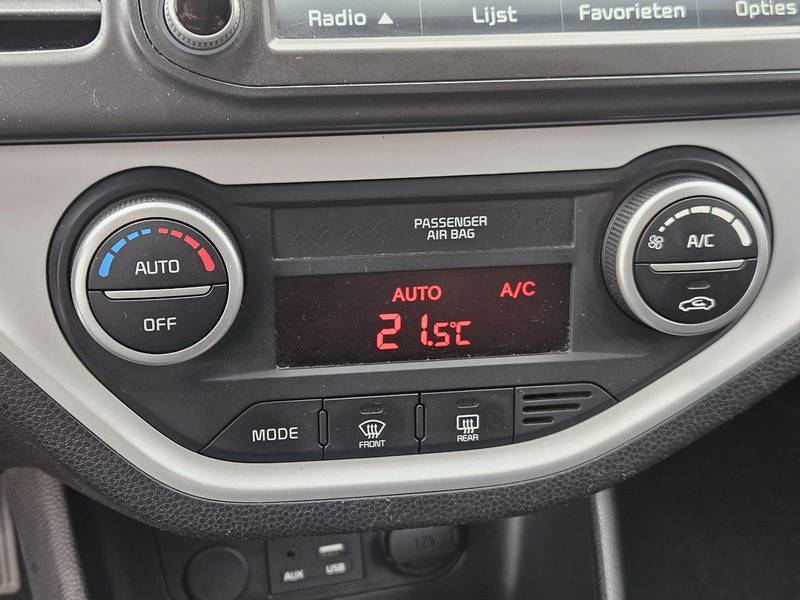 Radio ▲ Lijst Favorieten Opties
PASSENGER
AIR BAG
AUTO
OFF
A/C
AUTO A/C
21.5°C
MODE
FRONT
REAR
AUX
USB
12V